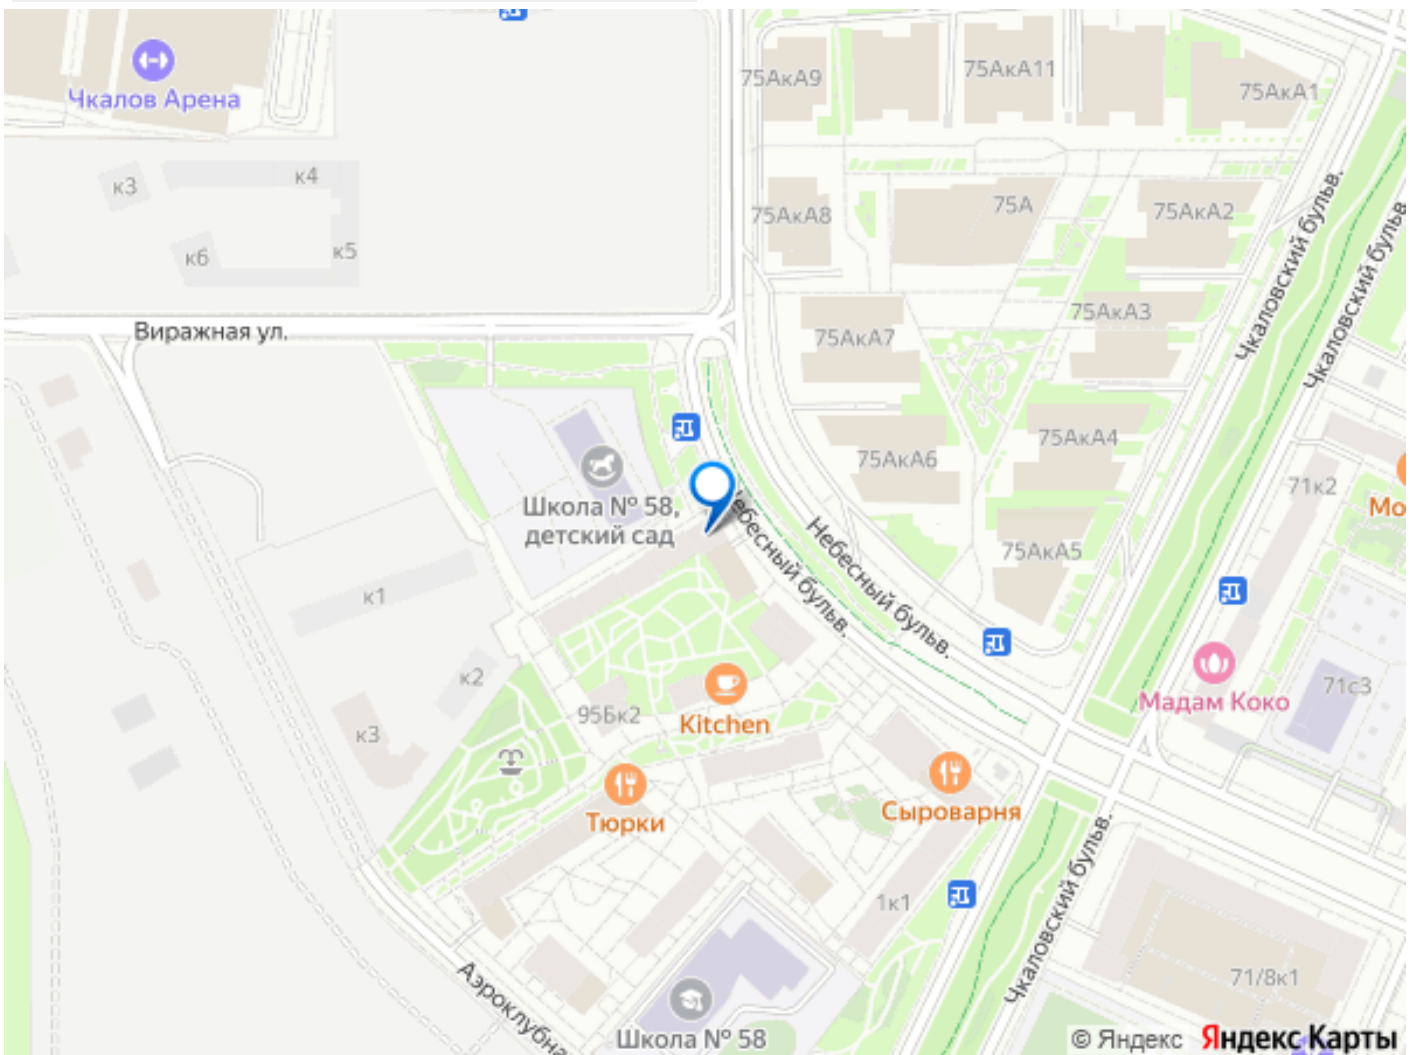 75АкА9
75АкА11
75АкА1
Чкалов Арена
к3
к4
к6
к5
75АкА8
75А
75АкА2
Чкаловский бульв.
Чкаловский бульв.
Виражная ул.
75АкА7
75АкА3
75АкА6
75АкА4
71к2
Школа № 58,
детский сад
Небесный бульв.
Небесный бульв.
75АкА5
к1
к2
к3
95Бк2
Kitchen
Мадам Коко
71с3
Тюрки
Сыроварня
1к1
Чкаловский бульв.
71/8к1
Школа № 58
© Яндекс Яндекс Карты